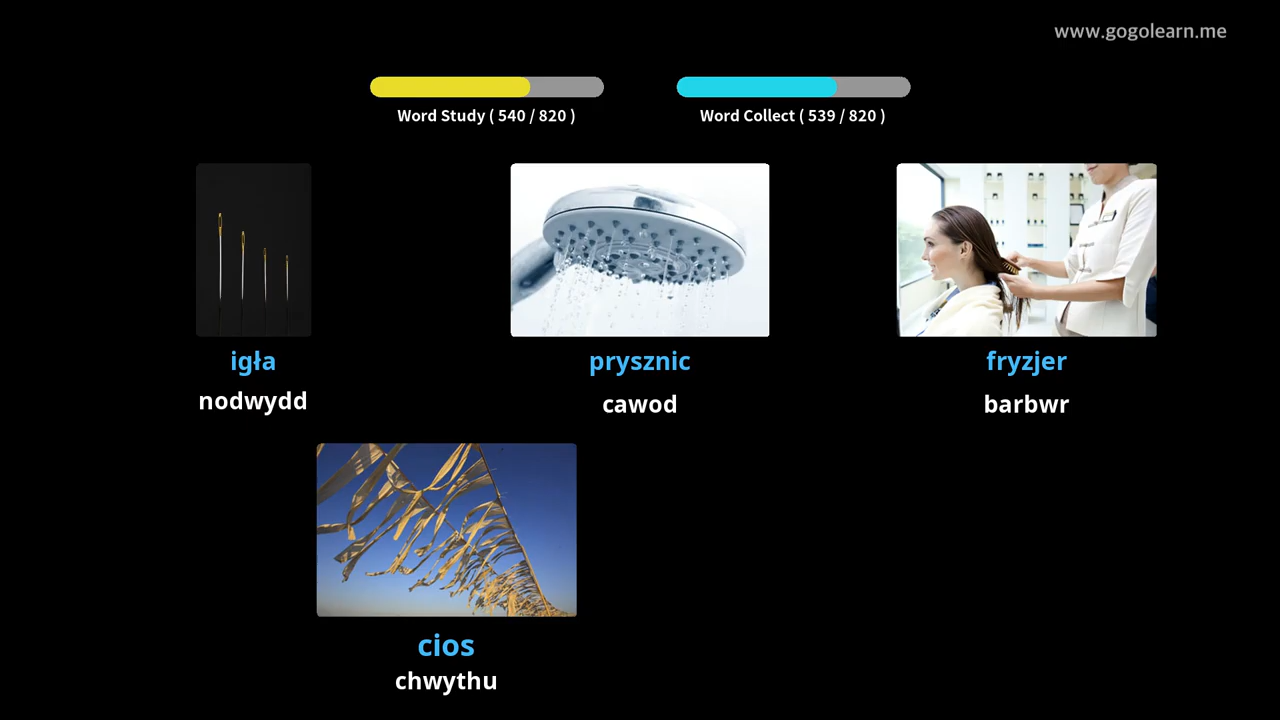 www.gogolearn.me
Word Study ( 540 / 820 )
Word Collect ( 539 / 820 )
igła
nodwydd
prysznic
cawod
fryzjer
barbwr
cios
chwythu